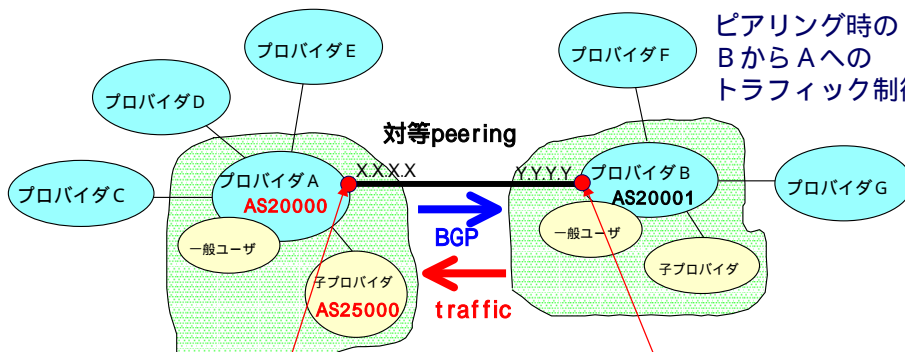 ピアリング時の
BからAへの
トラフィック制
プロバイダE
プロバイダF
プロバイダD
対等peering
X.X.X.X
Y.Y.Y.Y
プロバイダC
プロバイダA
AS20000
プロバイダB
AS20001
プロバイダG
一般ユーザ
BGP
一般ユーザ
子プロバイダ
子プロバイダ
AS25000
traffic